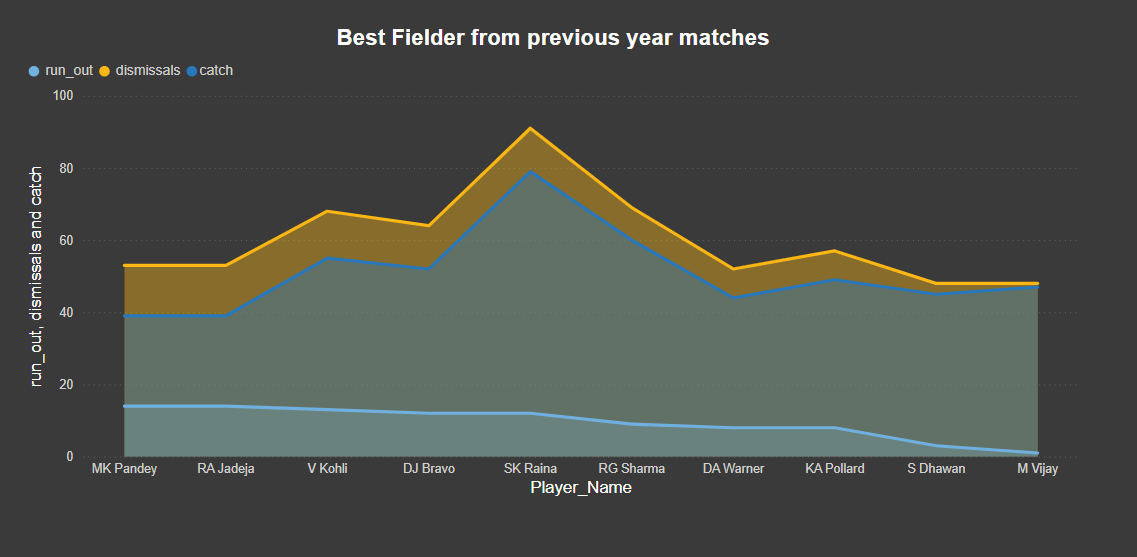 Best Fielder from previous year matches
run_out dismissals catch
run_out, dismissals and catch
100
80
60
40
20
0
MK Pandey RA Jadeja V Kohli DJ Bravo SK Raina RG Sharma DA Warner KA Pollard S Dhawan M Vijay
Player_Name